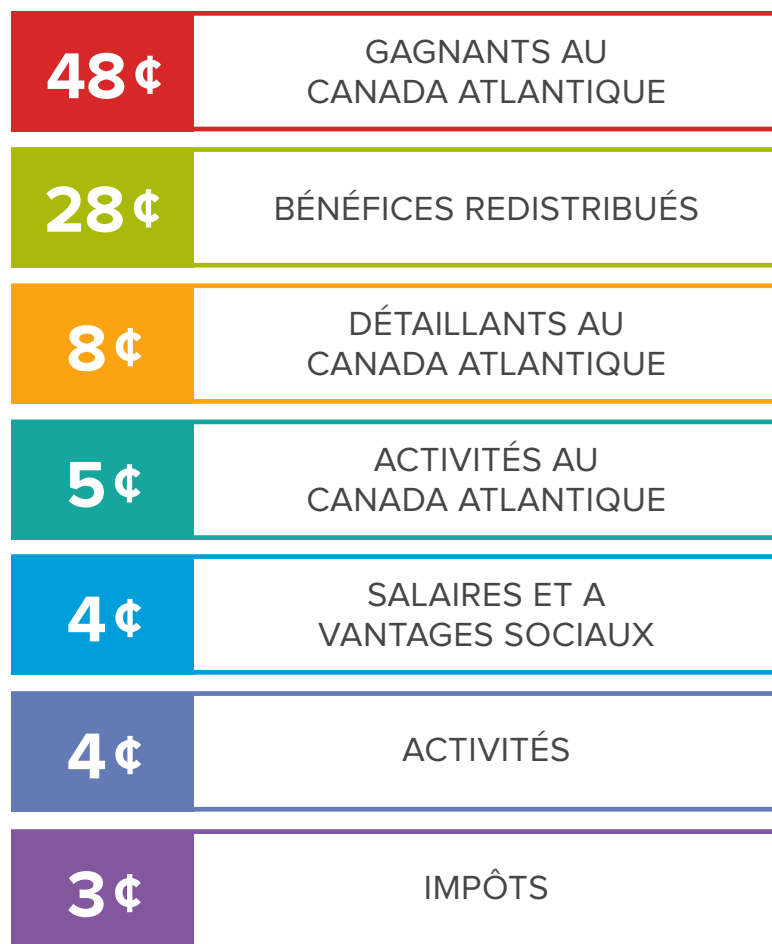 48¢
GAGNANTS AU
CANADA ATLANTIQUE
28¢
BÉNÉFICES REDISTRIBUÉS
8¢
DÉTAILLANTS AU
CANADA ATLANTIQUE
5¢
ACTIVITÉS AU
CANADA ATLANTIQUE
4¢
SALAIRES ET A
VANTAGES SOCIAUX
4¢
ACTIVITÉS
3¢
IMPÔTS